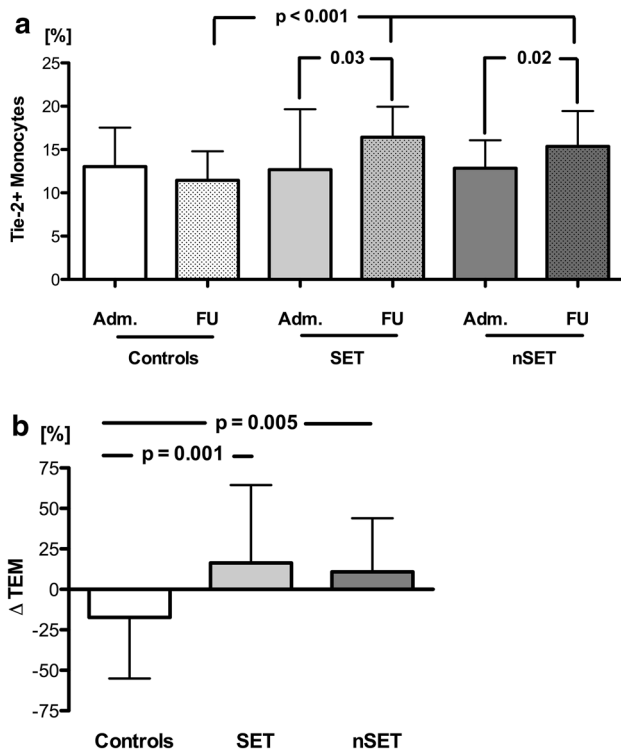 a
[%]
p < 0.001
0.03
0.02
25
20
15
10
5
0
Tie-2+ Monocytes
Adm. FU Adm. FU Adm. FU
Controls SET nSET
b
[%]
p = 0.005
p = 0.001
75
50
25
0
-25
-50
-75
Δ TEM
Controls SET nSET